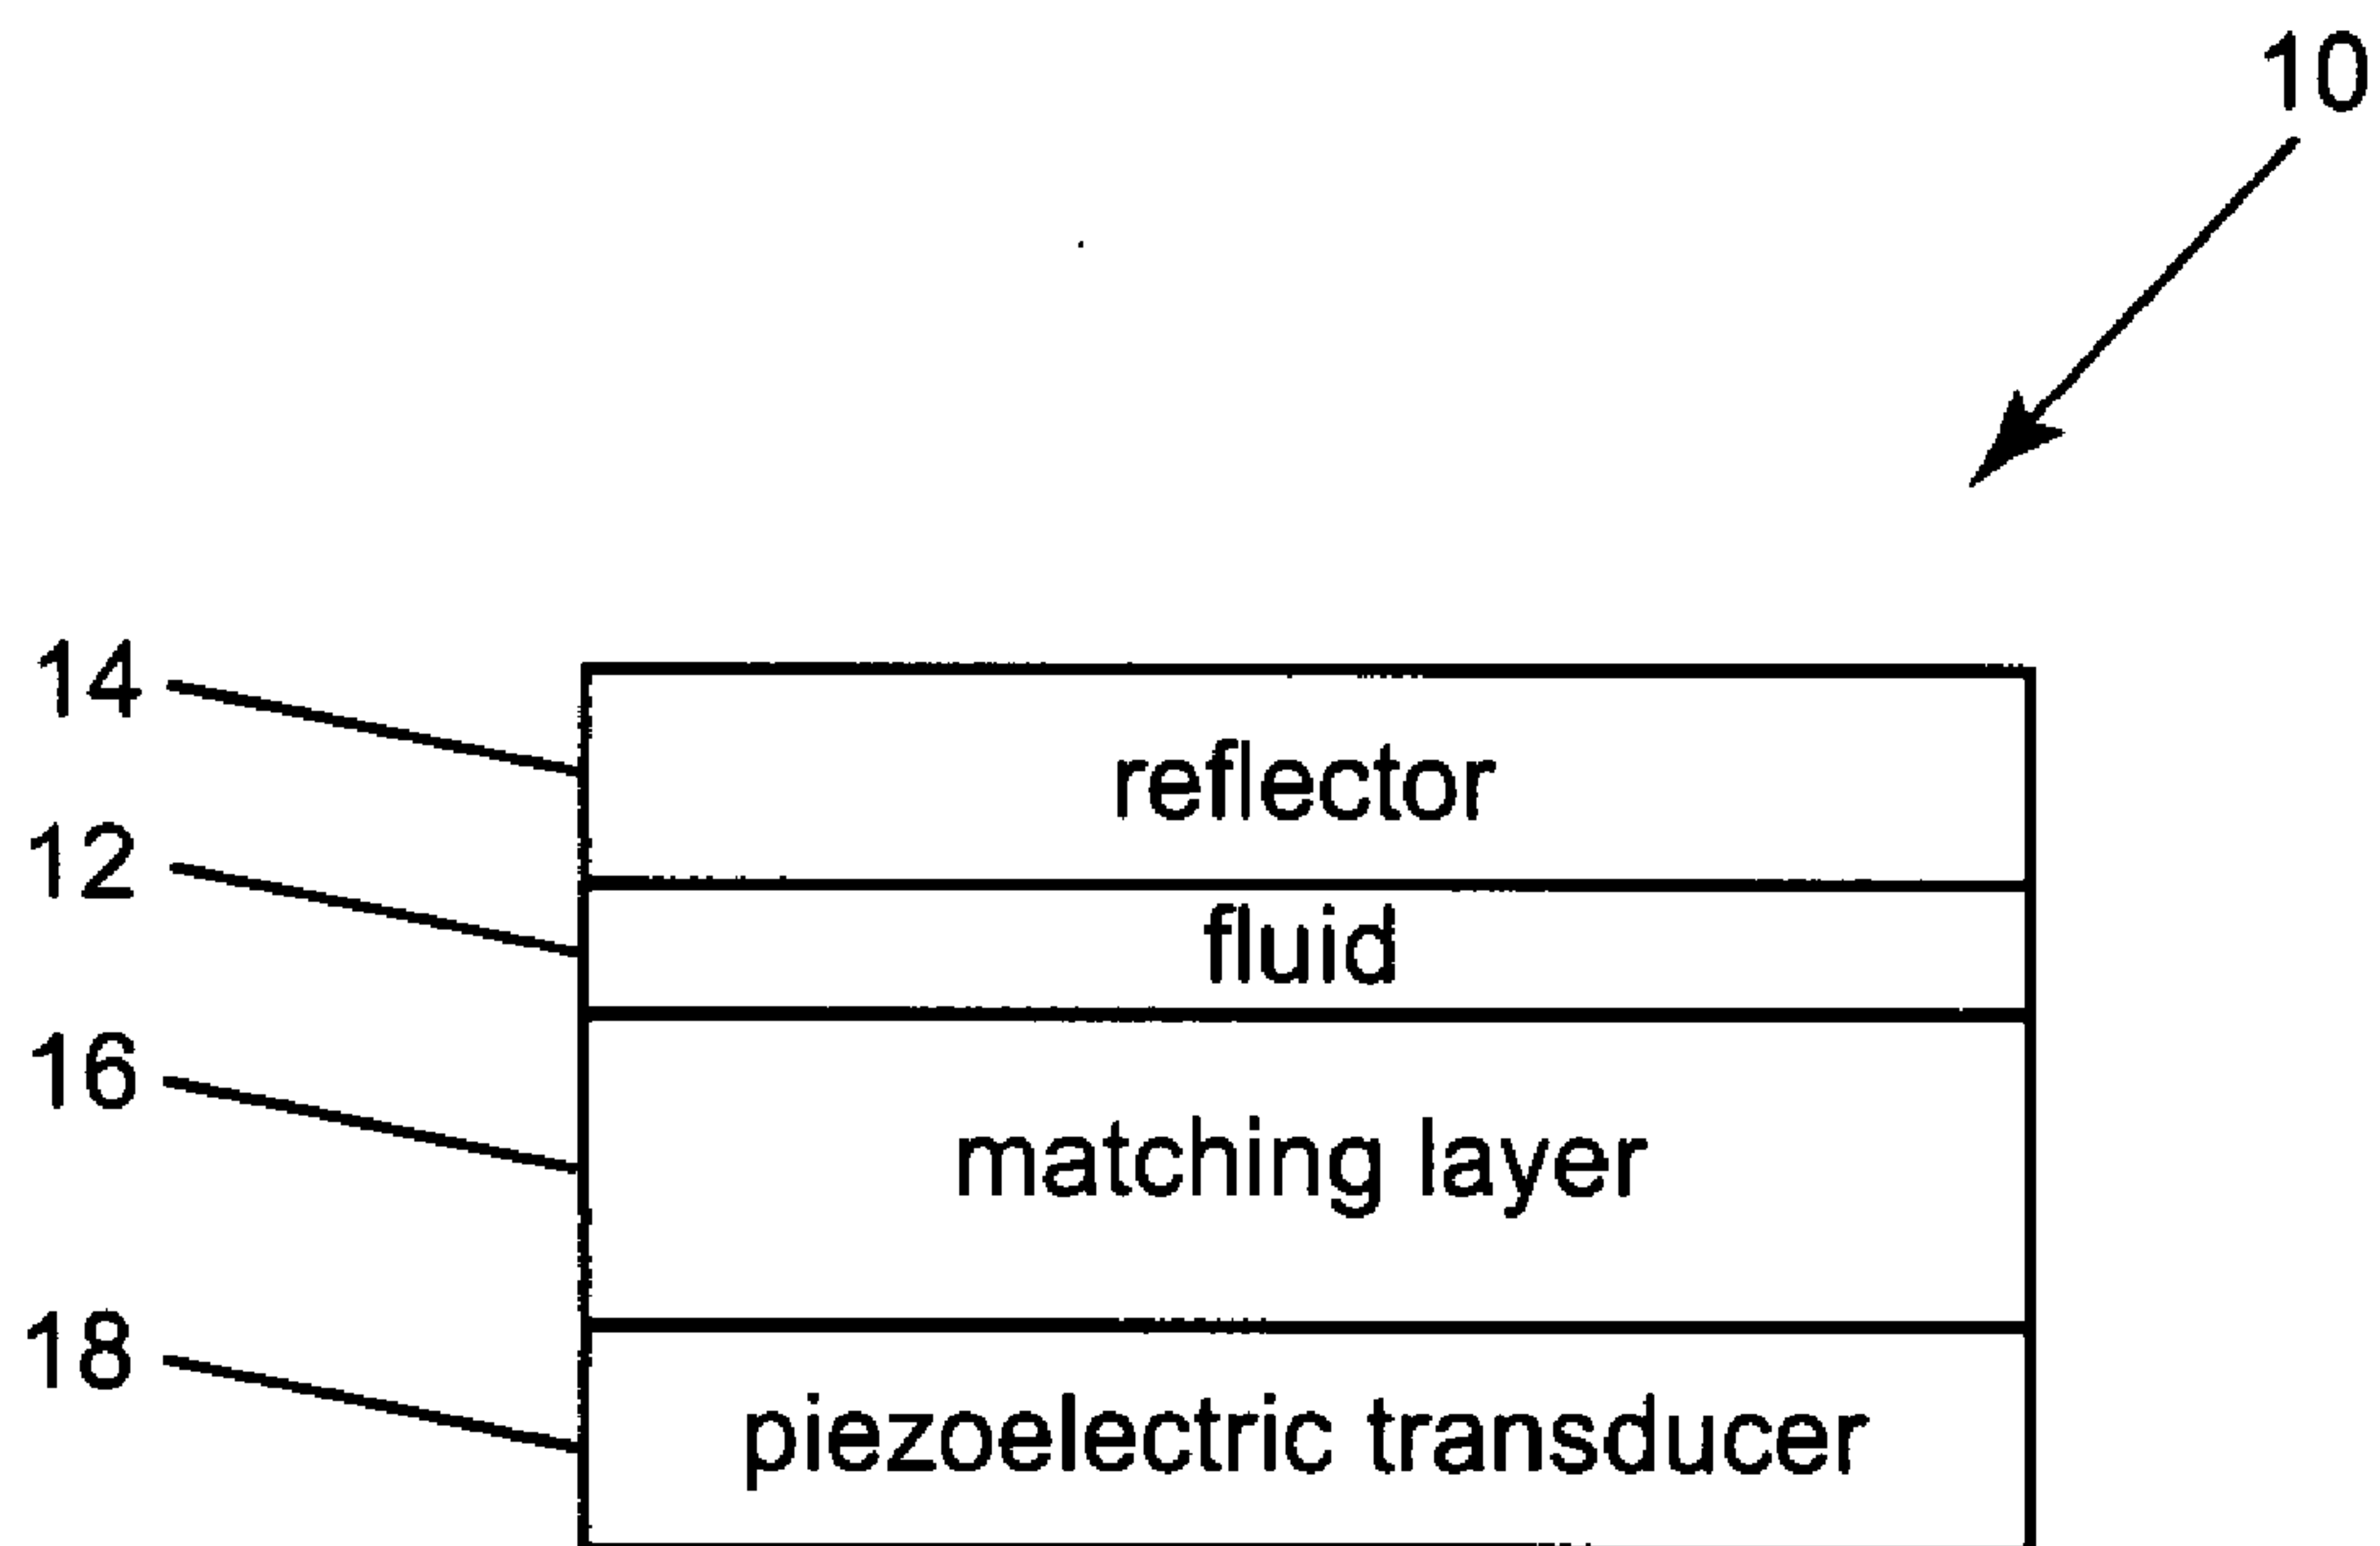 10
14
reflector
12
fluid
16
matching layer
18
piezoelectric transducer